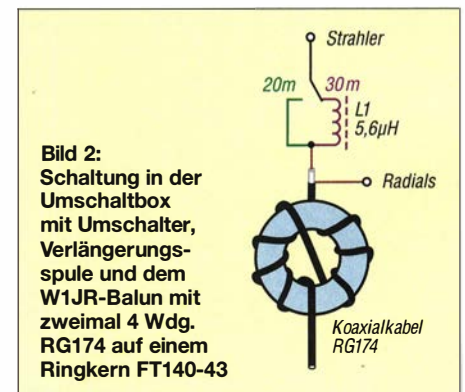 Strahler
20m
30m
L1
5,6µH
Radials
Bild 2:
Schaltung in der
Umschaltbox
mit Umschalter,
Verlängerungs-
spule und dem
W1JR-Balun mit
zweimal 4 Wdg.
RG174 auf einem
Ringkern FT140-43
Koaxialkabel
RG174